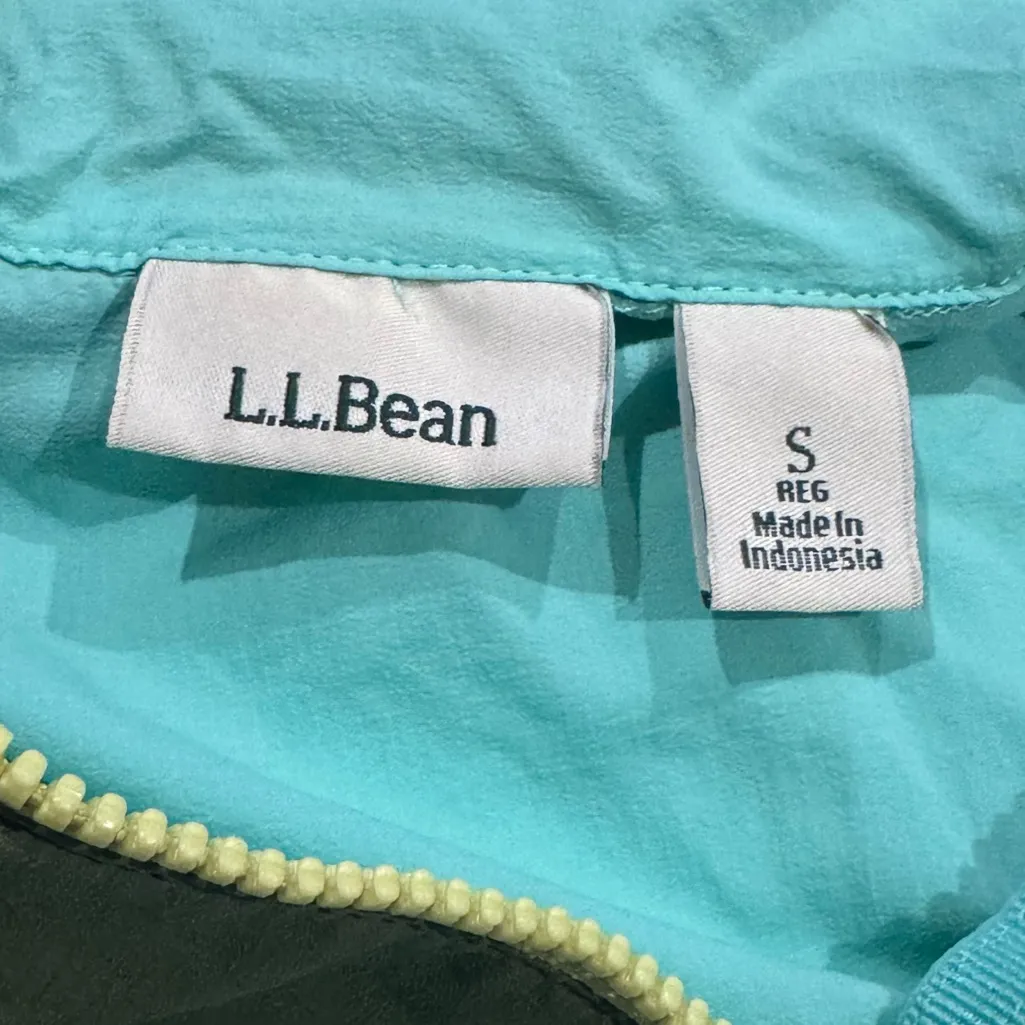 L.L.Bean
S
REG
Made In
Indonesia